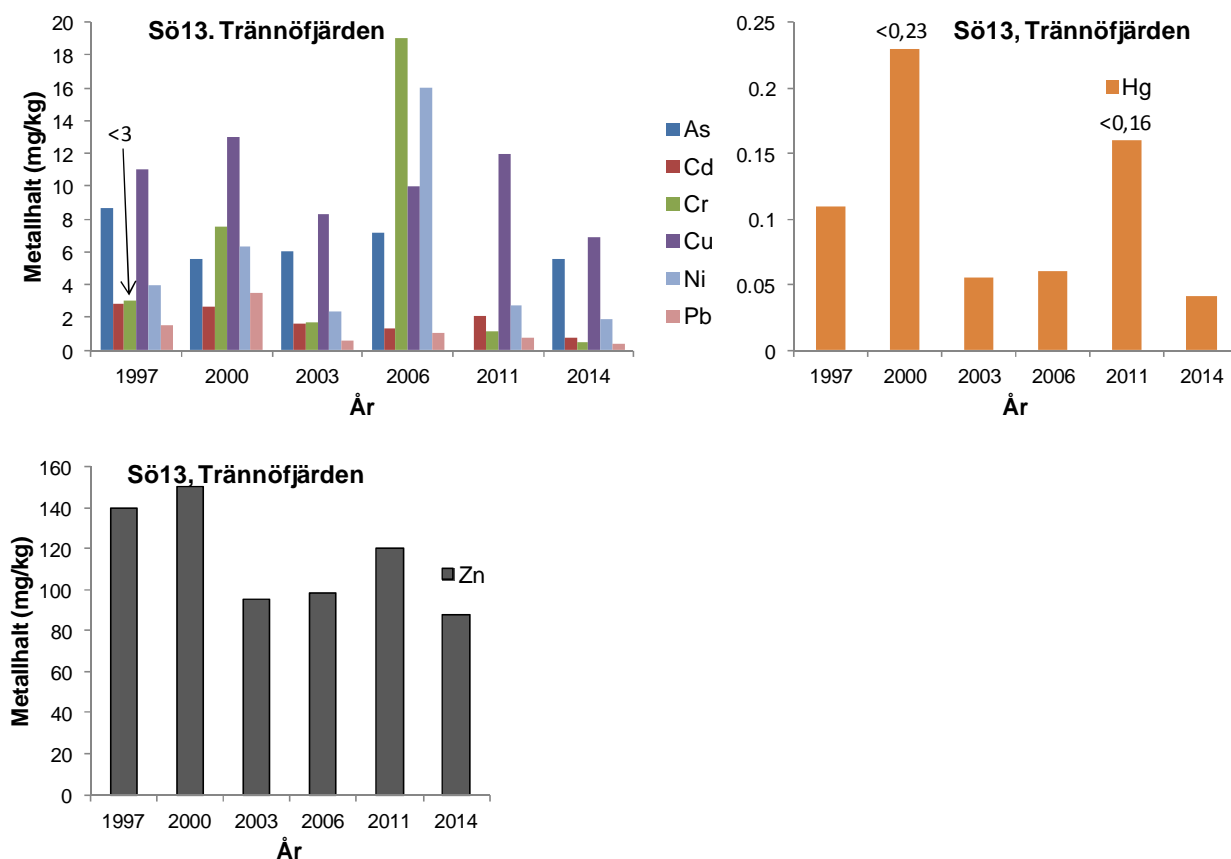 Sö13. Trännöfjärden
Metallhalt (mg/kg)
20
18
16
14
12
10
8
6
4
2
0
<3
1997 2000 2003 2006 2011 2014
År
As
Cd
Cr
Cu
Ni
Pb
Sö13, Trännöfjärden
0.25
0.2
0.15
0.1
0.05
0
<0,23
Hg
<0,16
1997 2000 2003 2006 2011 2014
År
Sö13, Trännöfjärden
Metallhalt (mg/kg)
160
140
120
100
80
60
40
20
0
Zn
1997 2000 2003 2006 2011 2014
År